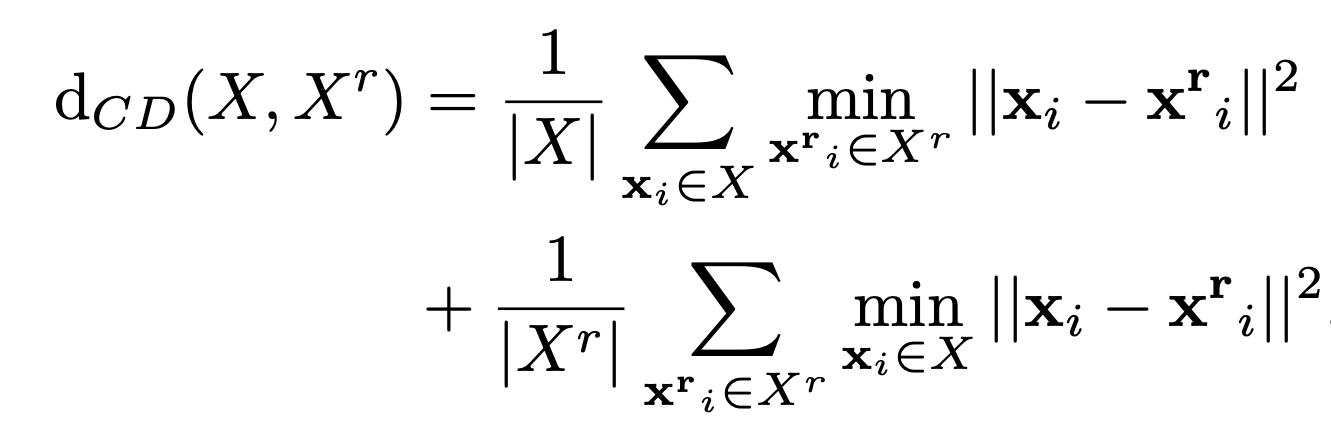 $\mathrm{d}_{CD}(X, X^r) = \frac{1}{|X|} \sum_{\mathbf{x}_i \in X} \min_{\mathbf{x^r}_i \in X^r} ||\mathbf{x}_i - \mathbf{x^r}_i||^2$
$+ \frac{1}{|X^r|} \sum_{\mathbf{x^r}_i \in X^r} \min_{\mathbf{x}_i \in X} ||\mathbf{x}_i - \mathbf{x^r}_i||^2.$